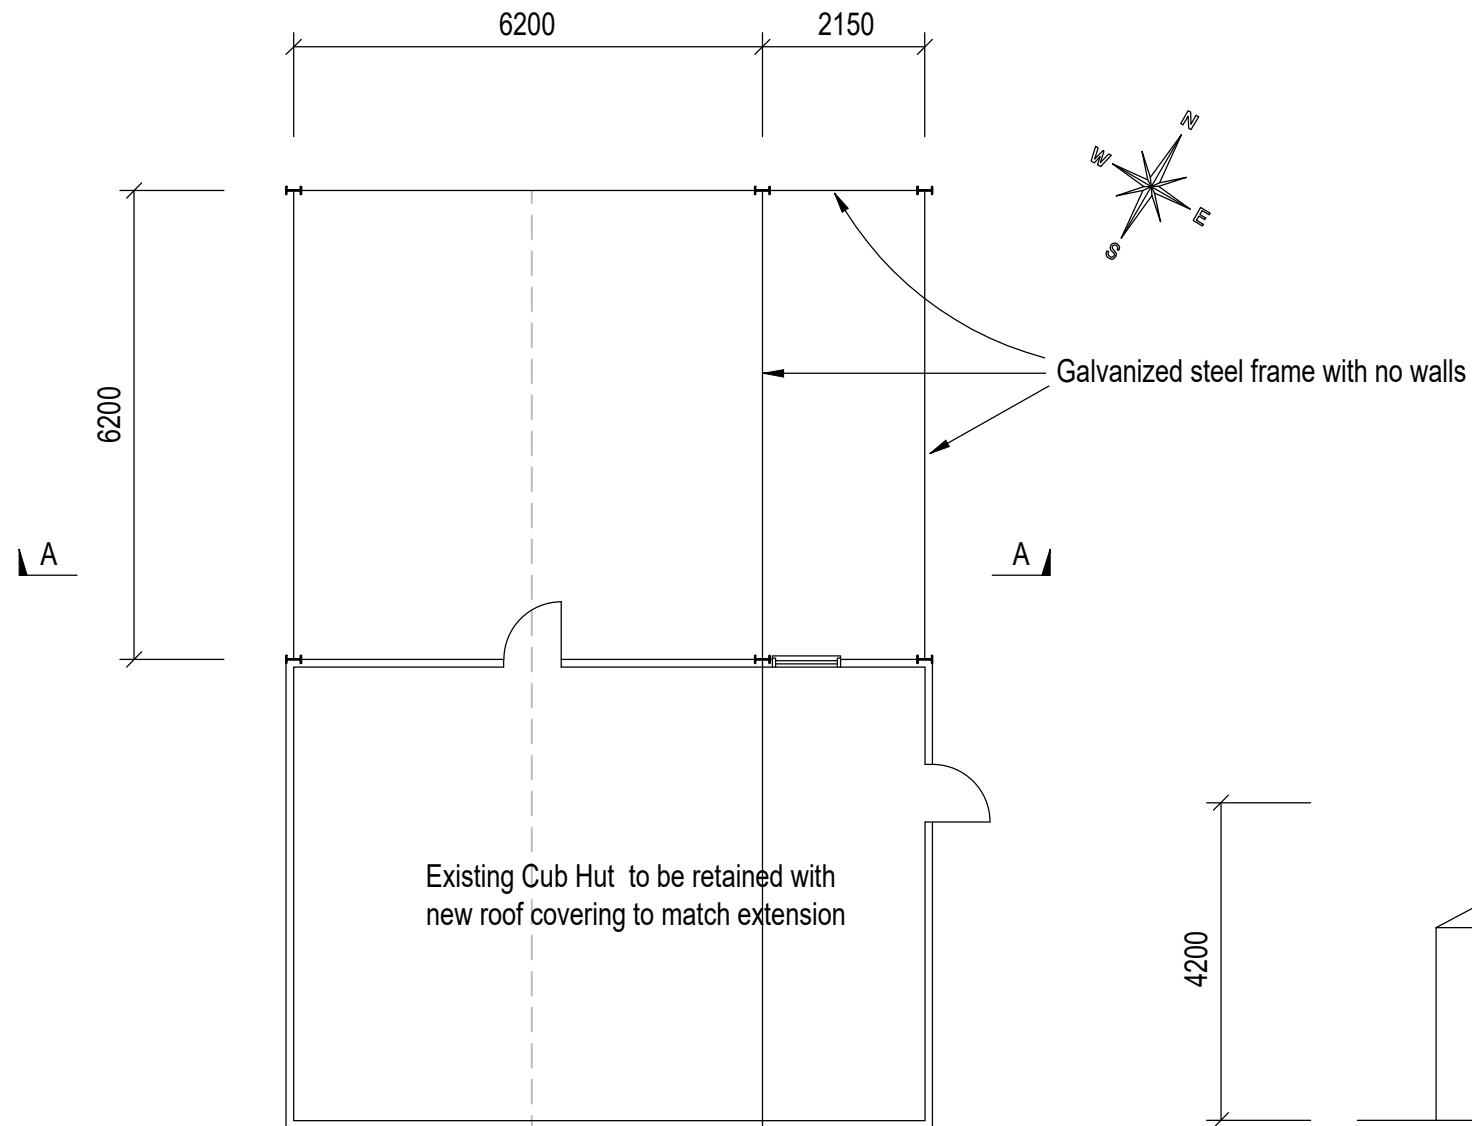 6200
2150
N
W
E
S
Galvanized steel frame with no walls
6200
A
A
Existing Cub Hut to be retained with
new roof covering to match extension
4200